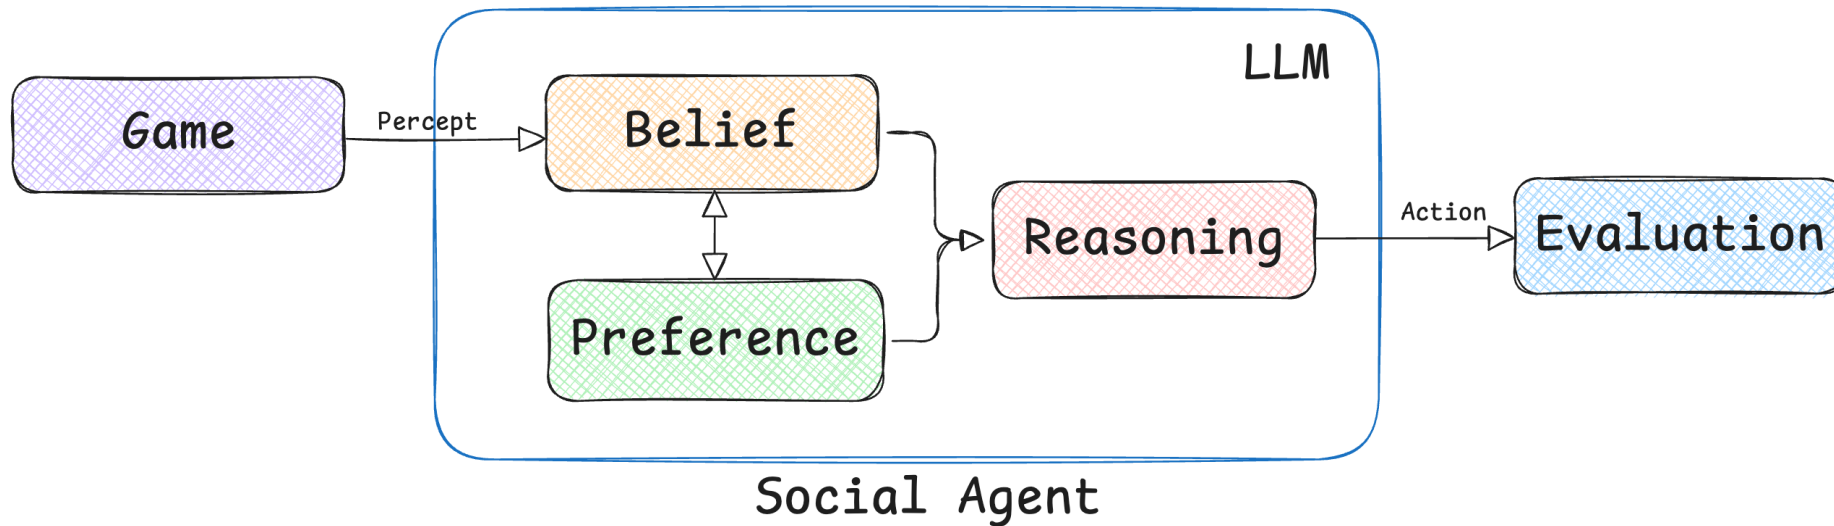 LLM
Game
Percept
Belief
Preference
Reasoning
Action
Evaluation
Social Agent